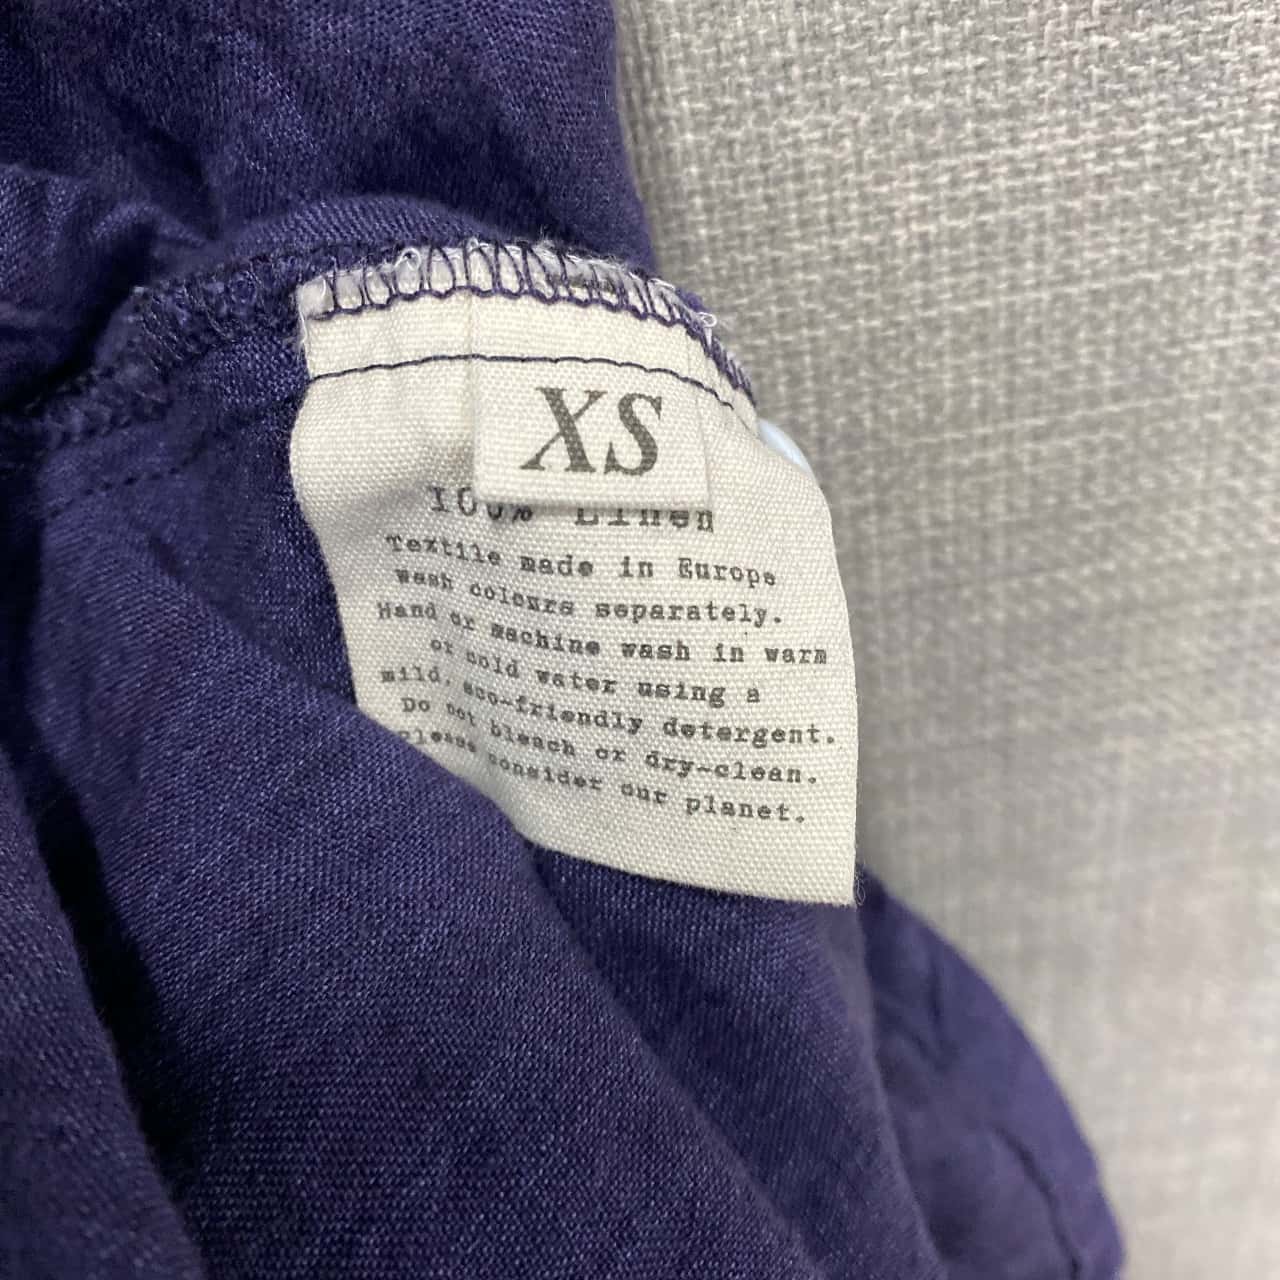 XS
100% Linen
Textile made in Europe
wash colours separately.
Hand or machine wash in warm
or cold water using a
mild, eco-friendly detergent.
Do not bleach or dry-clean.
Please consider our planet.